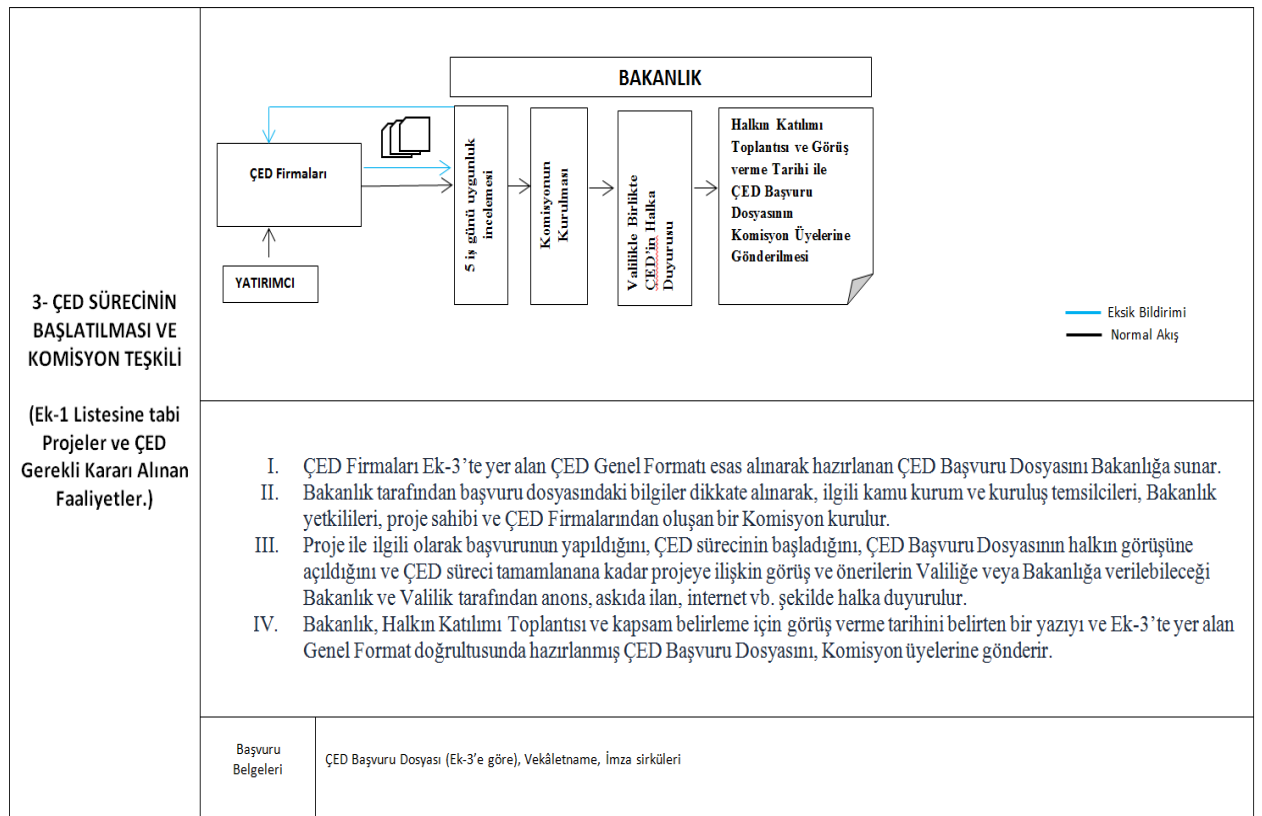 3- ÇED SÜRECİNİN
BAŞLATILMASI VE
KOMİSYON TEŞKİLİ
(Ek-1 Listesine tabi
Projeler ve ÇED
Gerekli Kararı Alınan
Faaliyetler.)
BAKANLIK
ÇED Firmaları
YATIRIMCI
5 iş günü uygunluk
incelemesi
Komisyonun
Kurulması
Valilikle Birlikte
ÇED'in Halka
Duyurusu
Halkın Katılımı
Toplantısı ve Görüş
verme Tarihi ile
ÇED Başvuru
Dosyasının
Komisyon Üyelerine
Gönderilmesi
Eksik Bildirimi
Normal Akış
I. ÇED Firmaları Ek-3’te yer alan ÇED Genel Formatı esas alınarak hazırlanan ÇED Başvuru Dosyasını Bakanlığa sunar.
II. Bakanlık tarafından başvuru dosyasındaki bilgiler dikkate alınarak, ilgili kamu kurum ve kuruluş temsilcileri, Bakanlık
yetkilileri, proje sahibi ve ÇED Firmalarından oluşan bir Komisyon kurulur.
III. Proje ile ilgili olarak başvurunun yapıldığını, ÇED sürecinin başladığını, ÇED Başvuru Dosyasının halkın görüşüne
açıldığını ve ÇED süreci tamamlanana kadar projeye ilişkin görüş ve önerilerin Valiliğe veya Bakanlığa verilebileceği
Bakanlık ve Valilik tarafından anons, askıda ilan, internet vb. şekilde halka duyurulur.
IV. Bakanlık, Halkın Katılımı Toplantısı ve kapsam belirleme için görüş verme tarihini belirten bir yazıyı ve Ek-3’te yer alan
Genel Format doğrultusunda hazırlanmış ÇED Başvuru Dosyasını, Komisyon üyelerine gönderir.
Başvuru
Belgeleri
ÇED Başvuru Dosyası (Ek-3’e göre), Vekâletname, İmza sirküleri